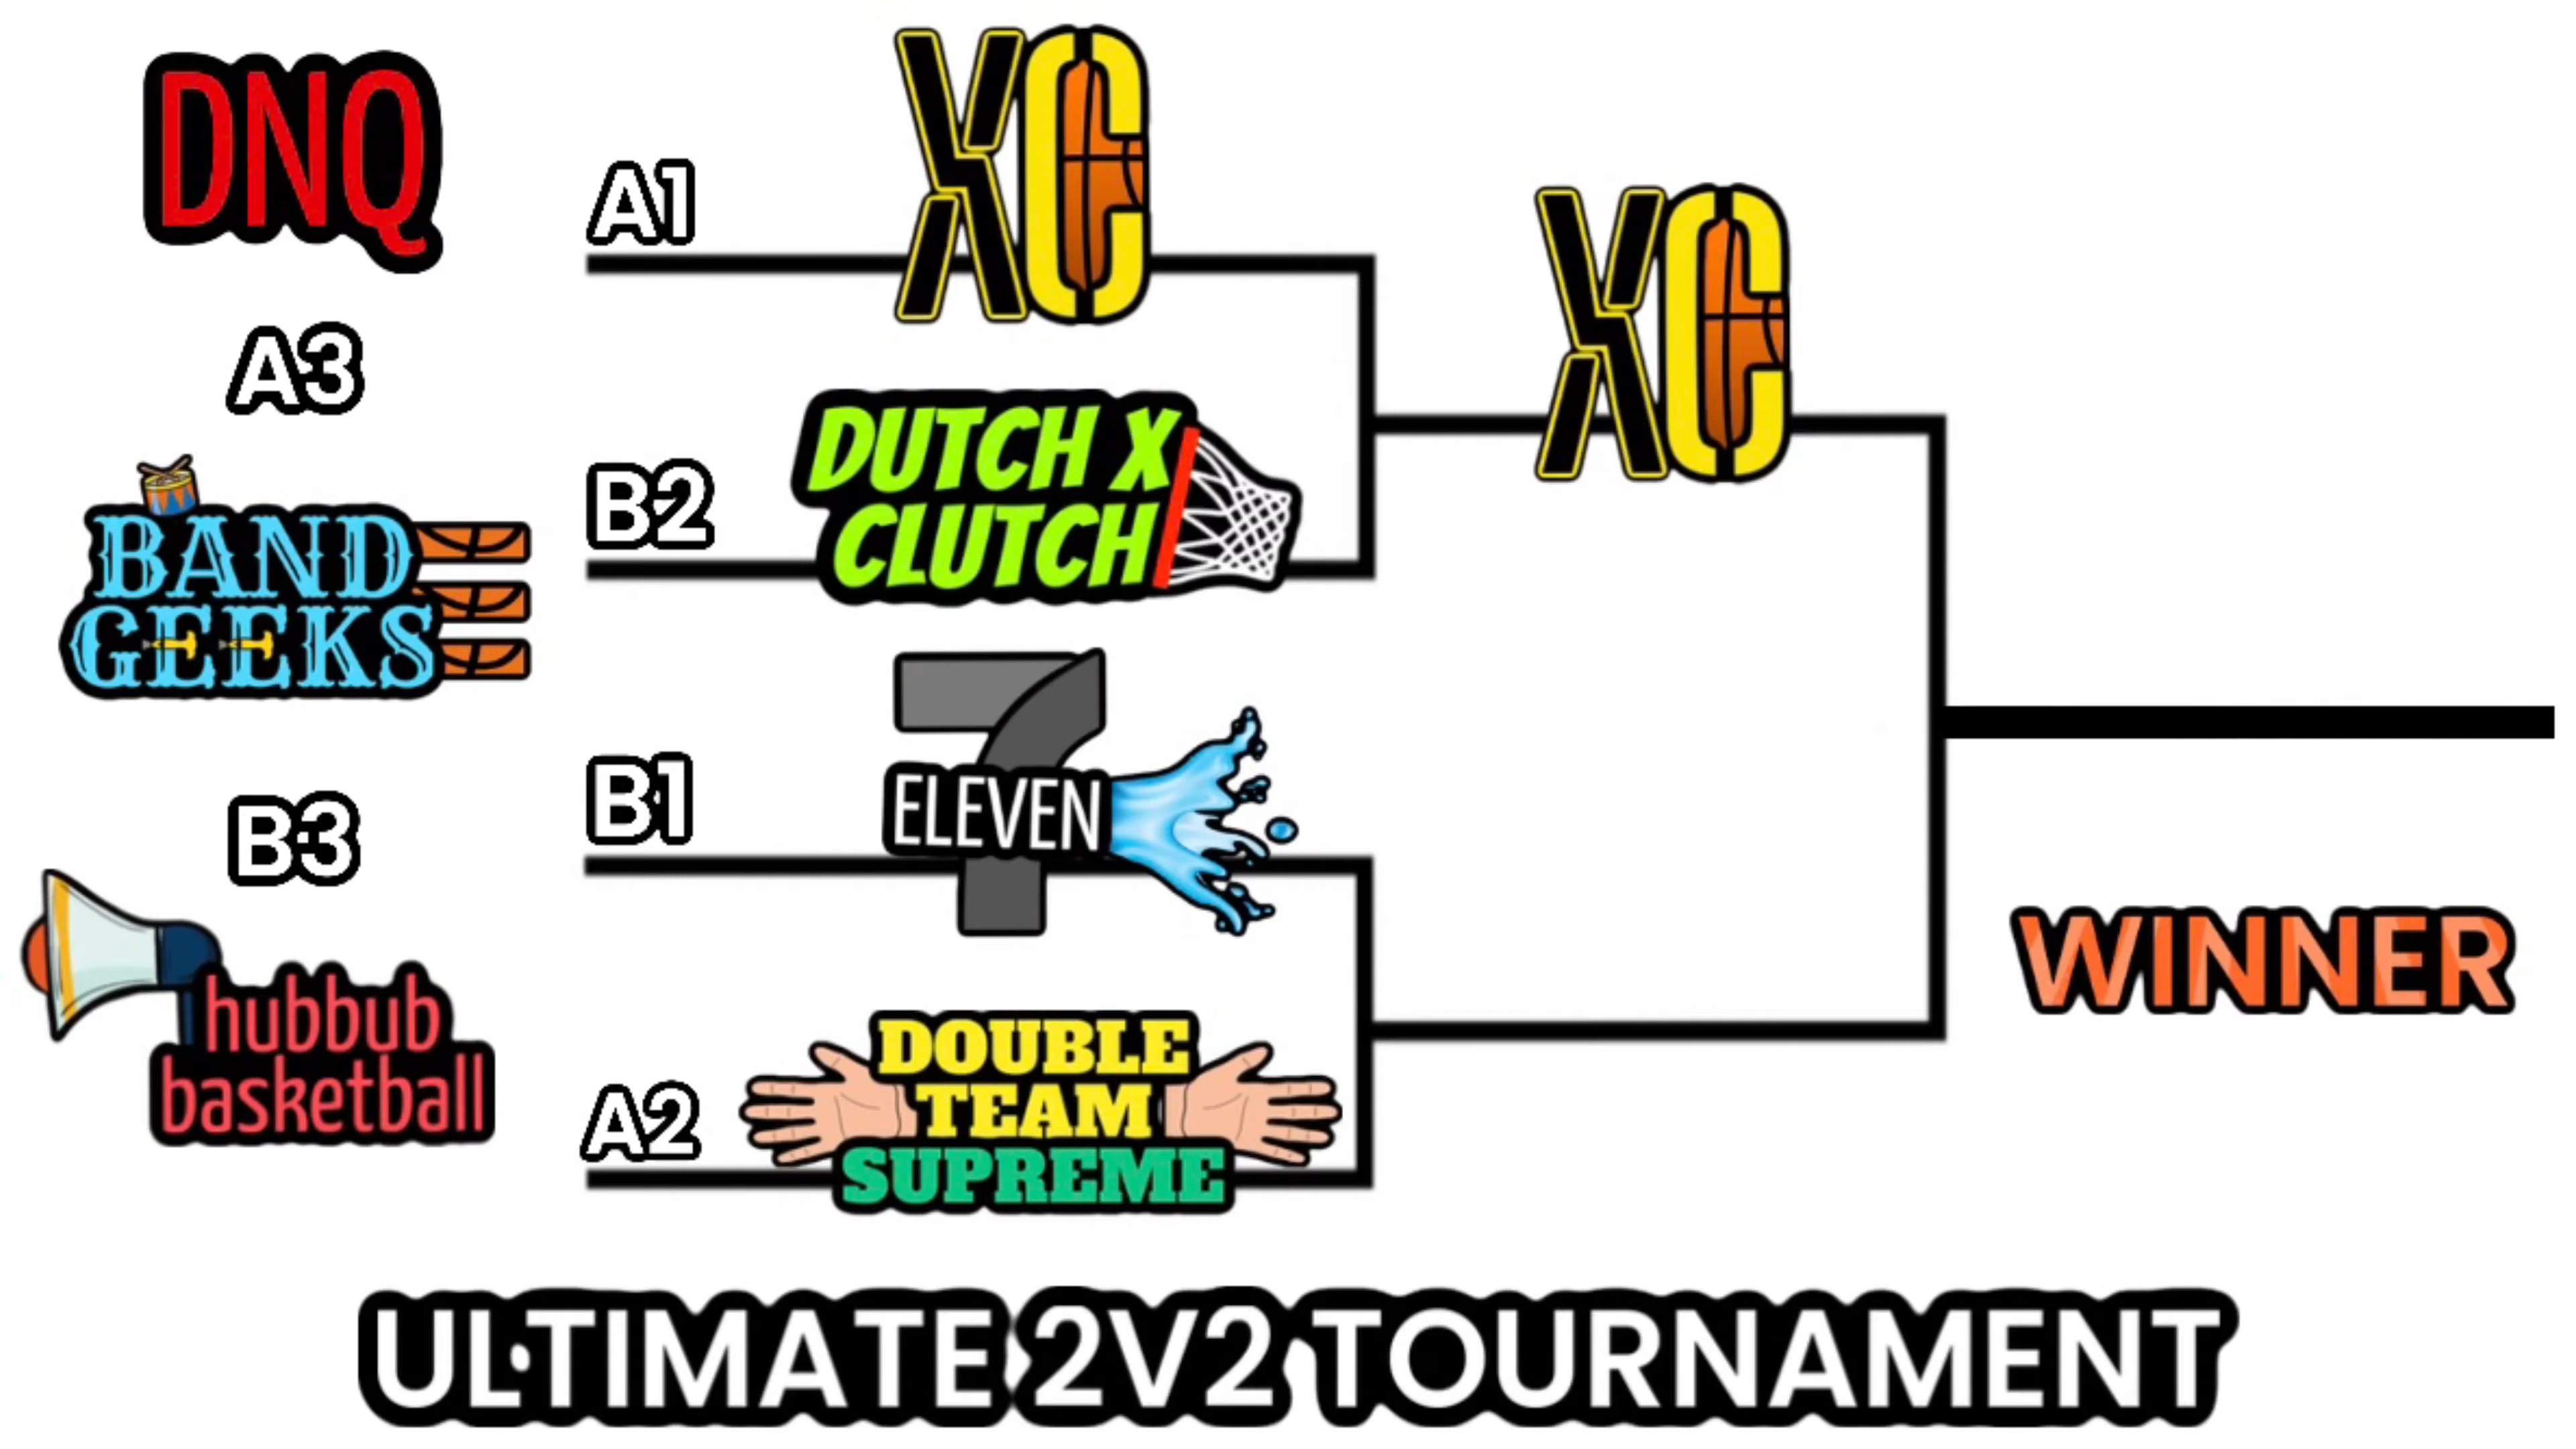 DNQ
A3
BAND
GEEKS
B3
hubbub
basketball
A1
XC
B2
DUTCH X
CLUTCH
B1
7
ELEVEN
A2
DOUBLE
TEAM
SUPREME
XC
WINNER
ULTIMATE 2V2 TOURNAMENT